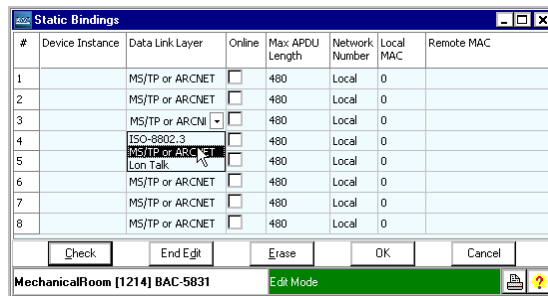 Static Bindings
# Device Instance Data Link Layer Online Max APDU Length Network Number Local MAC Remote MAC
1 MS/TP or ARCNET 480 Local 0
2 MS/TP or ARCNET 480 Local 0
3 MS/TP or ARCNI 480 Local 0
4 ISO-8802.3 480 Local 0
MS/TP or ARCNET
5 Lon Talk 480 Local 0
6 MS/TP or ARCNET 480 Local 0
7 MS/TP or ARCNET 480 Local 0
8 MS/TP or ARCNET 480 Local 0
Check End Edit Erase OK Cancel
MechanicalRoom [1214] BAC-5831 Edit Mode